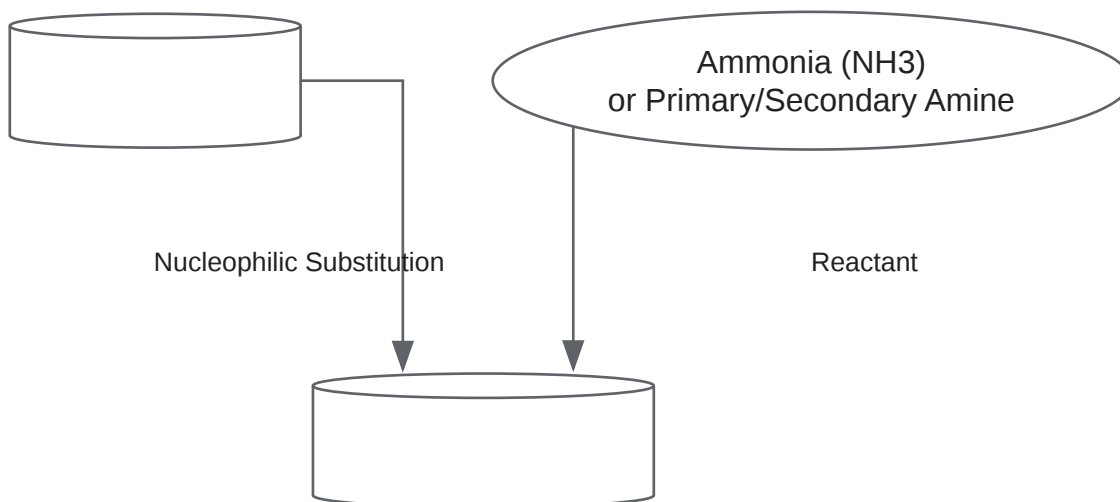 Ammonia (NH3)
or Primary/Secondary Amine
Nucleophilic Substitution
Reactant